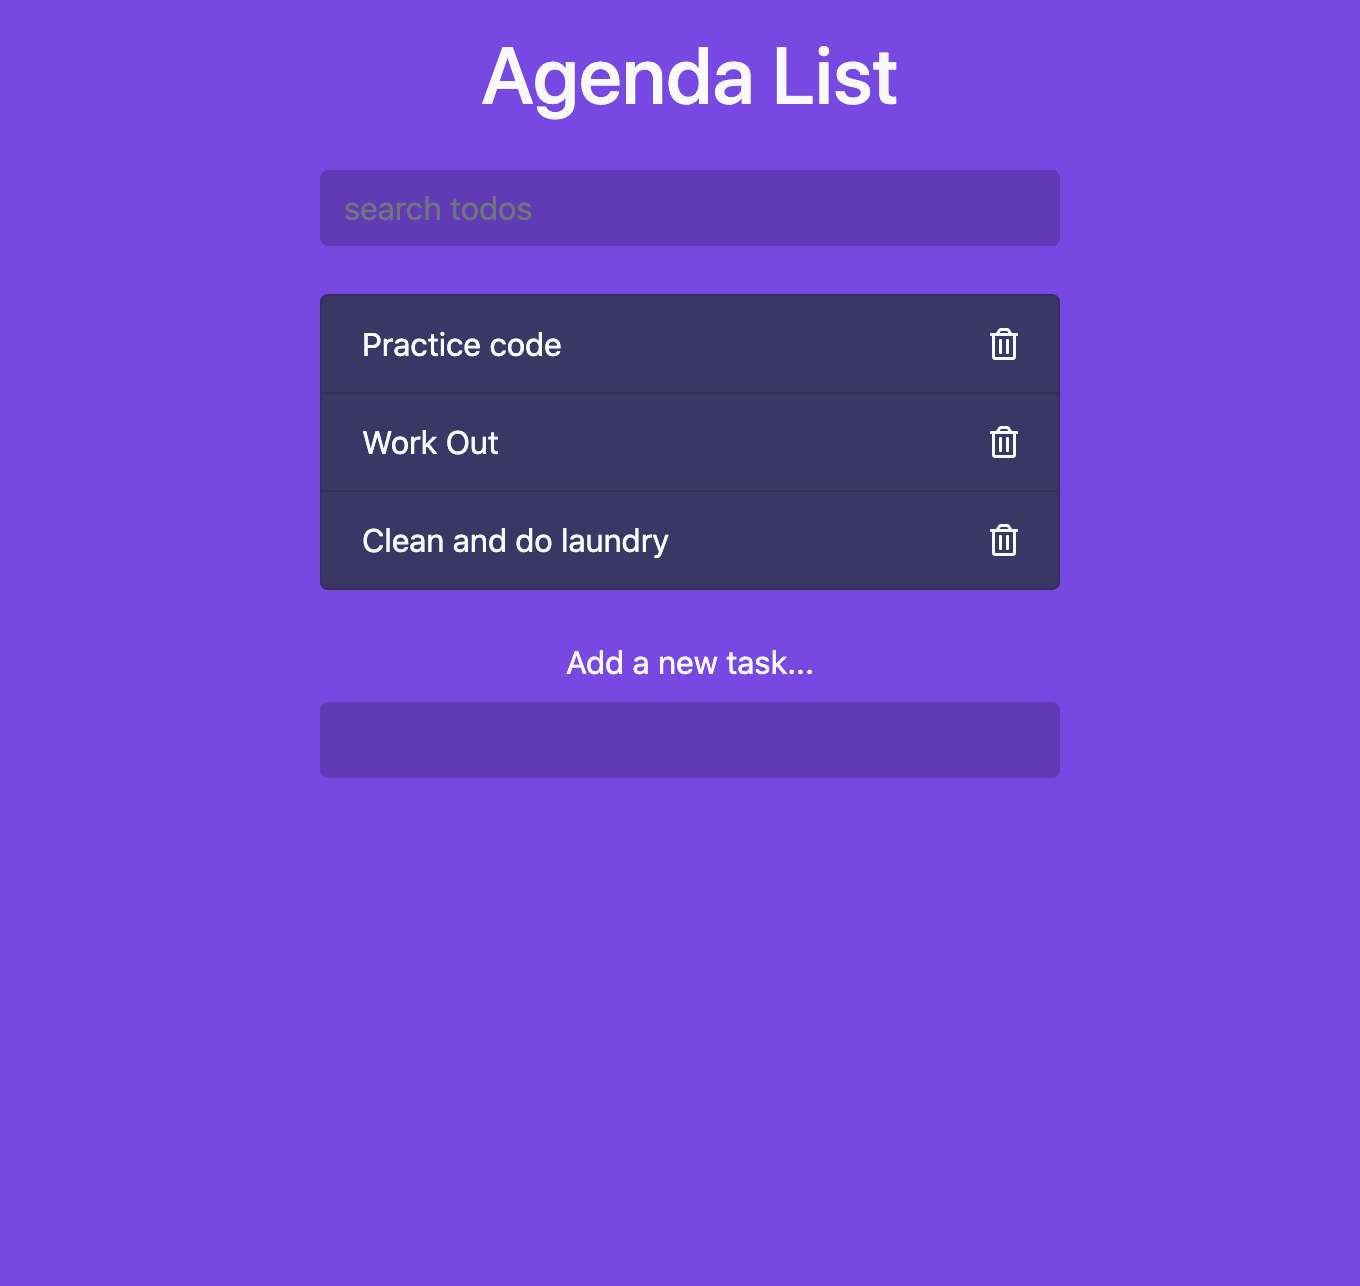 Agenda List
search todos
Practice code
Work Out
Clean and do laundry
Add a new task...